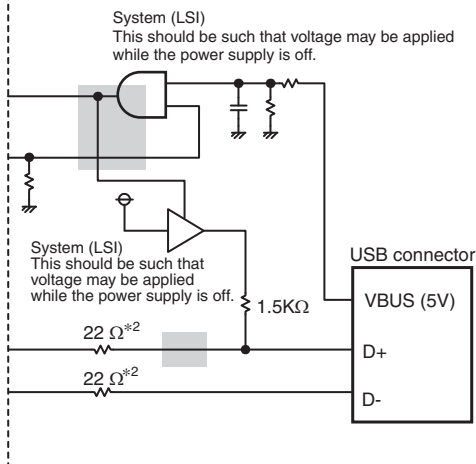 System (LSI)
This should be such that voltage may be applied
while the power supply is off.
System (LSI)
This should be such that
voltage may be applied
while the power supply is off.
USB connector
1.5KΩ
VBUS (5V)
22 Ω*2
D+
22 Ω*2
D-